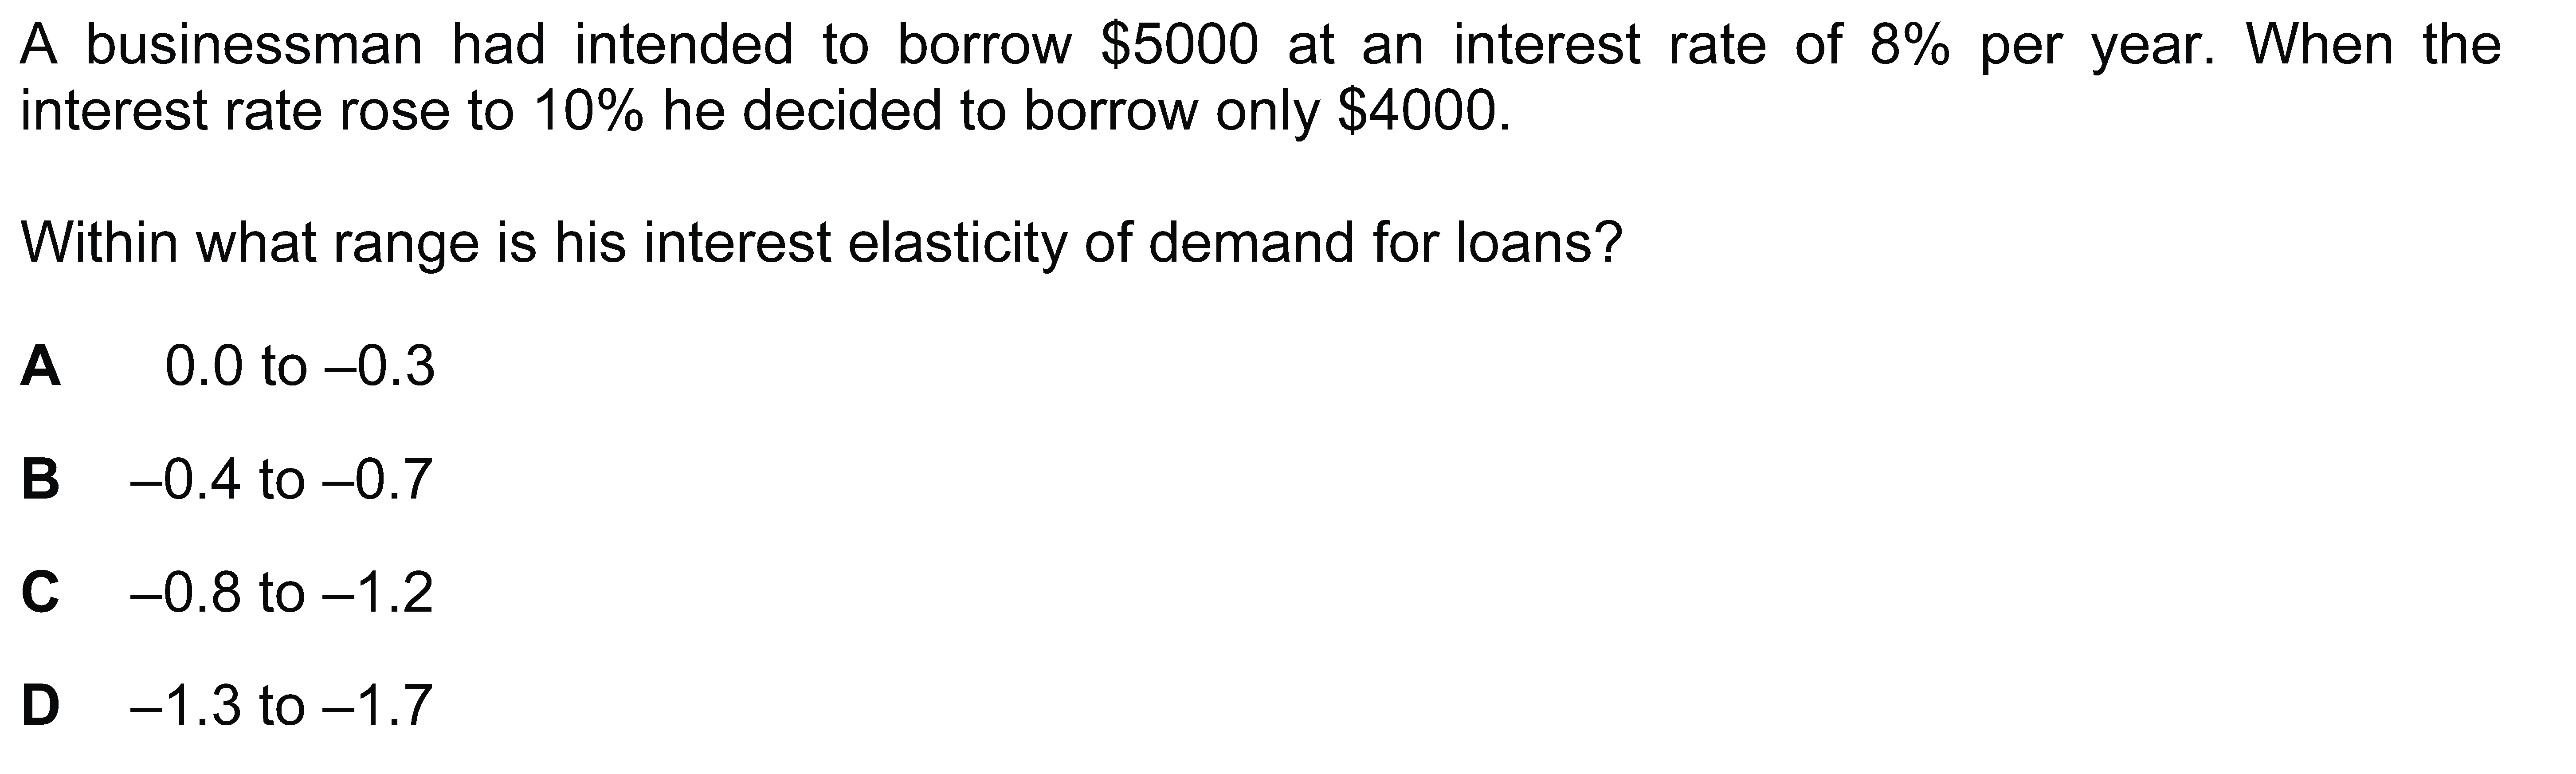 A businessman had intended to borrow $5000 at an interest rate of 8% per year. When the
interest rate rose to 10% he decided to borrow only $4000.
Within what range is his interest elasticity of demand for loans?
A 0.0 to –0.3
B –0.4 to –0.7
C –0.8 to –1.2
D –1.3 to –1.7